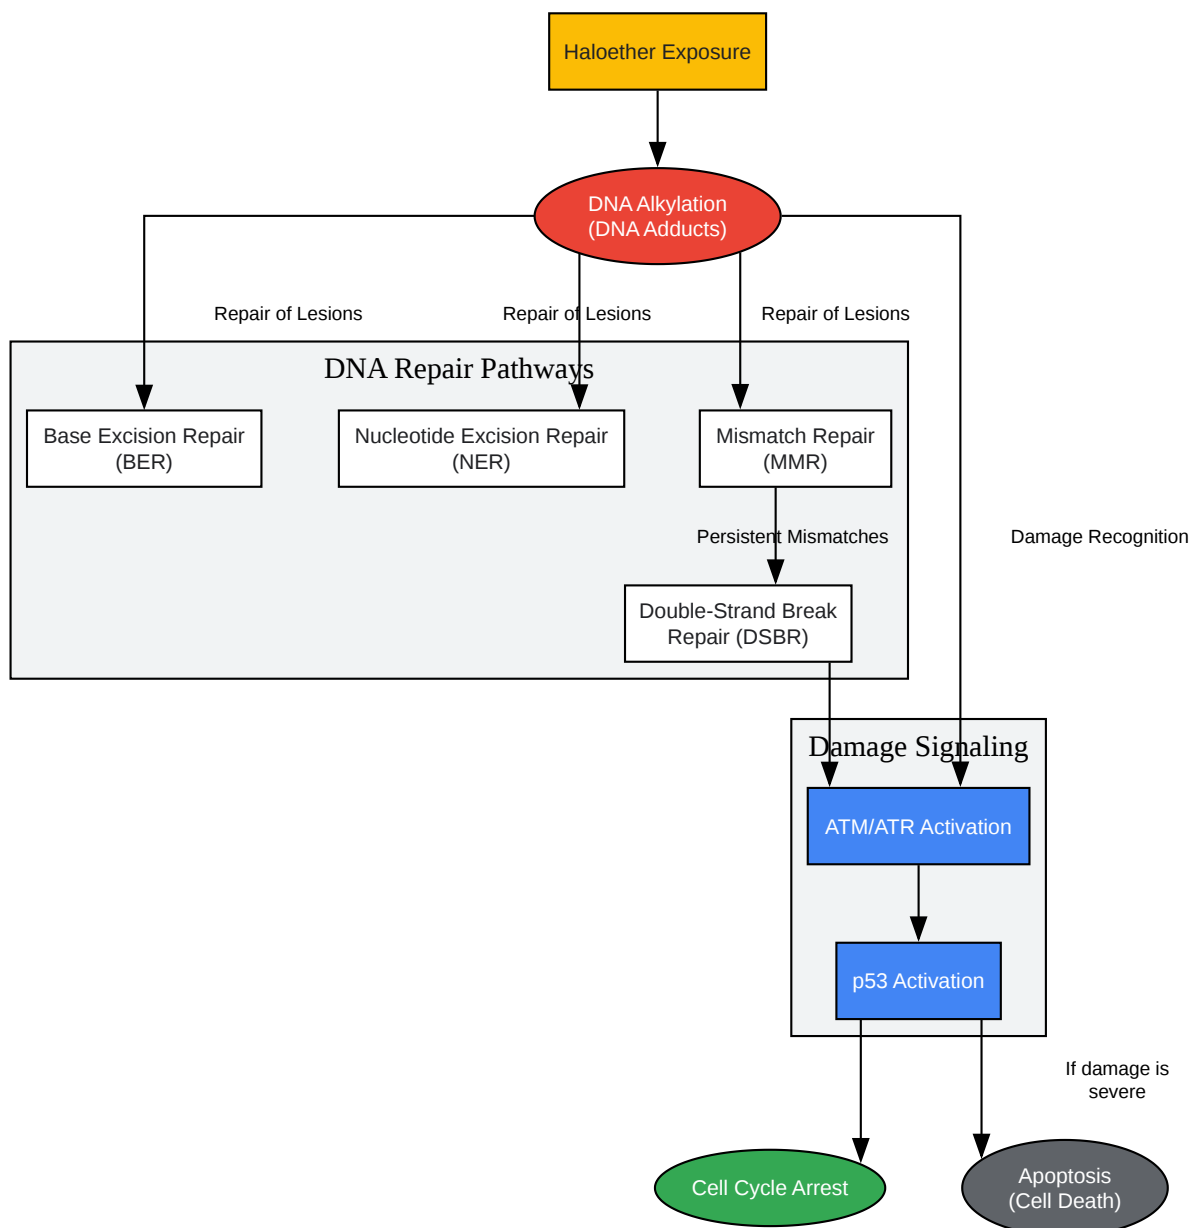 Haloether Exposure
DNA Alkylation
(DNA Adducts)
Repair of Lesions
Repair of Lesions
Repair of Lesions
DNA Repair Pathways
Base Excision Repair
(BER)
Nucleotide Excision Repair
(NER)
Mismatch Repair
(MMR)
Persistent Mismatches
Damage Recognition
Double-Strand Break
Repair (DSBR)
Damage Signaling
ATM/ATR Activation
p53 Activation
If damage is
severe
Cell Cycle Arrest
Apoptosis
(Cell Death)